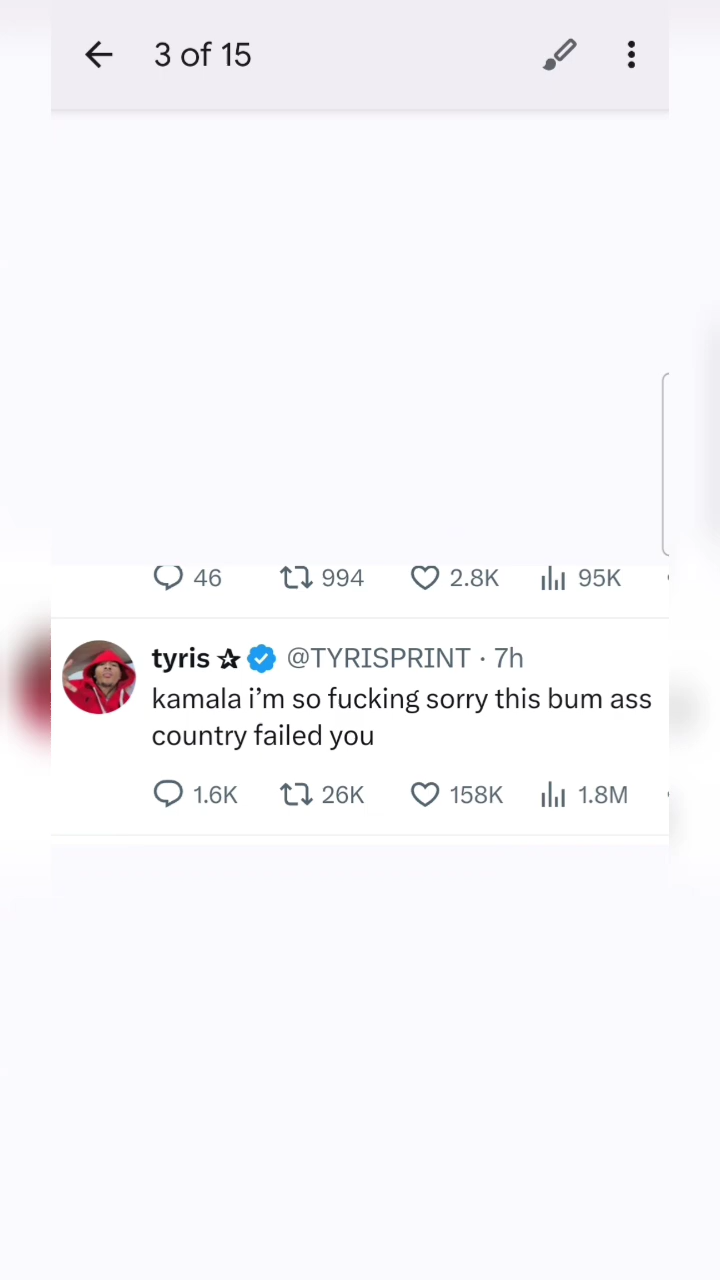 3 of 15
46 994 2.8K 95K
tyris ☆ @TYRISPRINT · 7h
kamala i’m so fucking sorry this bum ass
country failed you
1.6K 26K 158K 1.8M